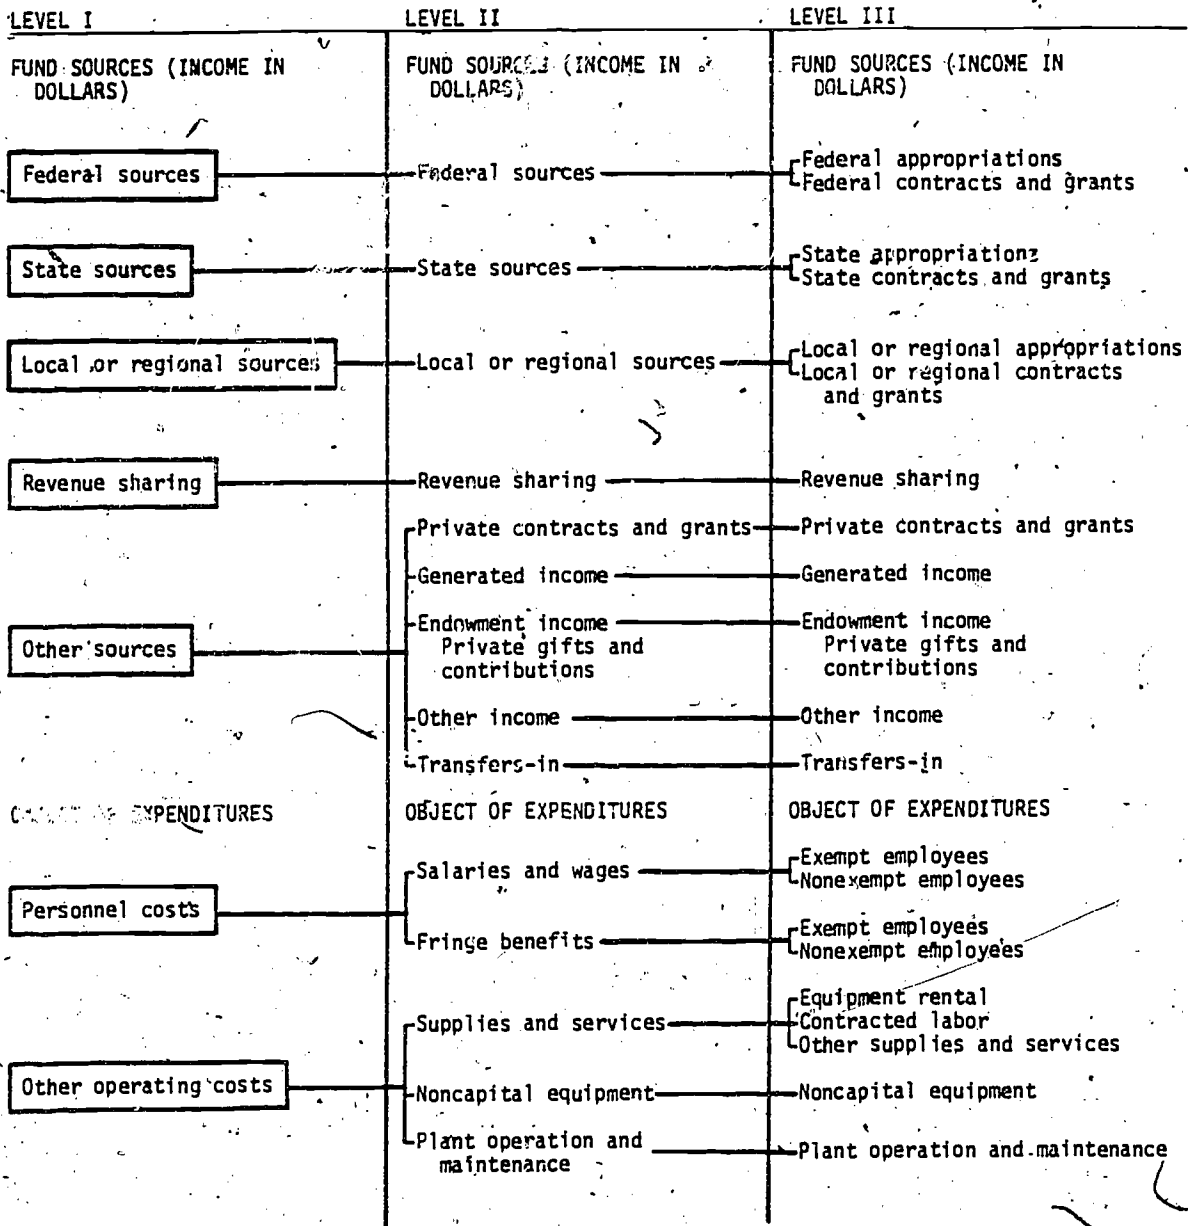 LEVEL I
LEVEL II
LEVEL III
FUND SOURCES (INCOME IN
DOLLARS)
FUND SOURCES (INCOME IN
DOLLARS)
FUND SOURCES (INCOME IN
DOLLARS)
Federal sources
Federal sources
Federal appropriations
Federal contracts and grants
State sources
State sources
State appropriations
State contracts and grants
Local or regional sources
Local or regional sources
Local or regional appropriations
Local or regional contracts
and grants
Revenue sharing
Revenue sharing
Revenue sharing
Other sources
Private contracts and grants
Private contracts and grants
Generated income
Generated income
Endowment income
Private gifts and
contributions
Endowment income
Private gifts and
contributions
Other income
Other income
Transfers-in
Transfers-in
OBJECT OF EXPENDITURES
OBJECT OF EXPENDITURES
OBJECT OF EXPENDITURES
Personnel costs
Salaries and wages
Exempt employees
Nonexempt employees
Fringe benefits
Exempt employees
Nonexempt employees
Other operating costs
Supplies and services
Equipment rental
Contracted labor
Other supplies and services
Noncapital equipment
Noncapital equipment
Plant operation and
maintenance
Plant operation and maintenance